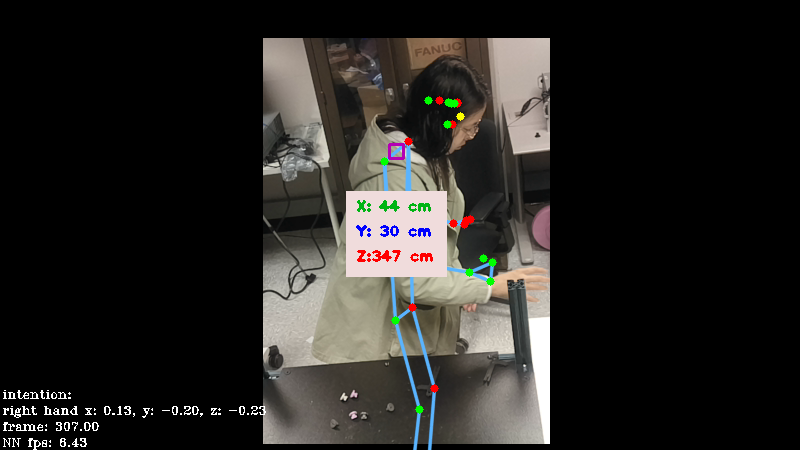 FANUC
X: 44 cm
Y: 30 cm
Z:347 cm
intention:
right hand x: 0.13, y: -0.20, z: -0.23
frame: 307.00
NN fps: 6.43